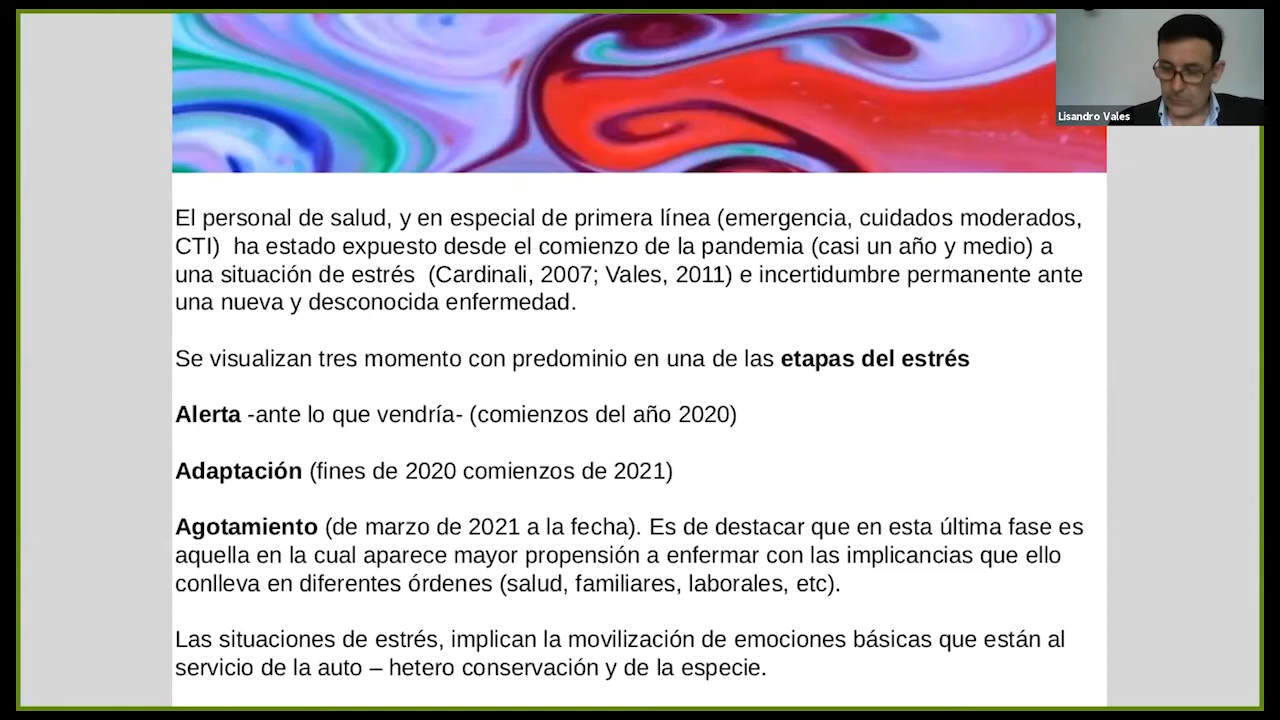 Lisandro Vales
El personal de salud, y en especial de primera línea (emergencia, cuidados moderados,
CTI)  ha estado expuesto desde el comienzo de la pandemia (casi un año y medio) a
una situación de estrés  (Cardinali, 2007; Vales, 2011) e incertidumbre permanente ante
una nueva y desconocida enfermedad.
Se visualizan tres momento con predominio en una de las etapas del estrés
Alerta -ante lo que vendría- (comienzos del año 2020)
Adaptación (fines de 2020 comienzos de 2021)
Agotamiento (de marzo de 2021 a la fecha). Es de destacar que en esta última fase es
aquella en la cual aparece mayor propensión a enfermar con las implicancias que ello
conlleva en diferentes órdenes (salud, familiares, laborales, etc).
Las situaciones de estrés, implican la movilización de emociones básicas que están al
servicio de la auto – hetero conservación y de la especie.